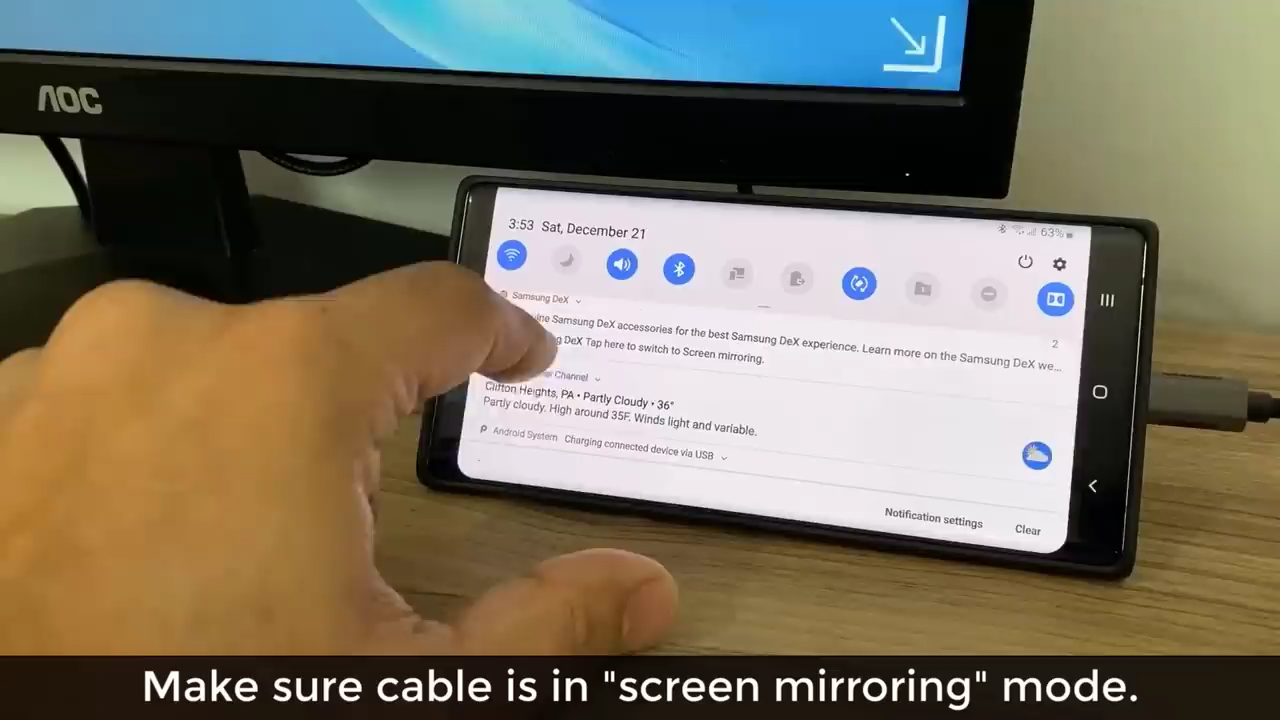 AOC
3:53 Sat, December 21
63%
Samsung DeX
Samsung DeX accessories for the best Samsung DeX experience. Learn more on the Samsung DeX we...
2
DeX Tap here to switch to Screen mirroring.
Channel
Clifton Heights, PA • Partly Cloudy • 36°
Partly cloudy. High around 35F. Winds light and variable.
Android System Charging connected device via USB
Notification settings Clear
Make sure cable is in "screen mirroring" mode.